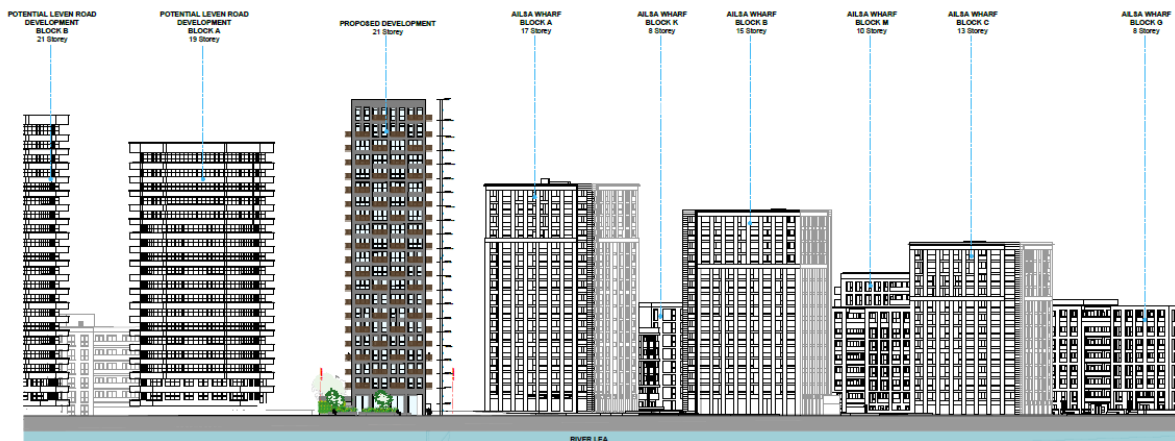 POTENTIAL LEVEN ROAD
DEVELOPMENT
BLOCK B
21 Storey
POTENTIAL LEVEN ROAD
DEVELOPMENT
BLOCK A
19 Storey
PROPOSED DEVELOPMENT
21 Storey
AILSA WHARF
BLOCK A
17 Storey
AILSA WHARF
BLOCK K
8 Storey
AILSA WHARF
BLOCK B
15 Storey
AILSA WHARF
BLOCK M
10 Storey
AILSA WHARF
BLOCK C
13 Storey
AILSA WHARF
BLOCK G
8 Storey
RIVER LEA